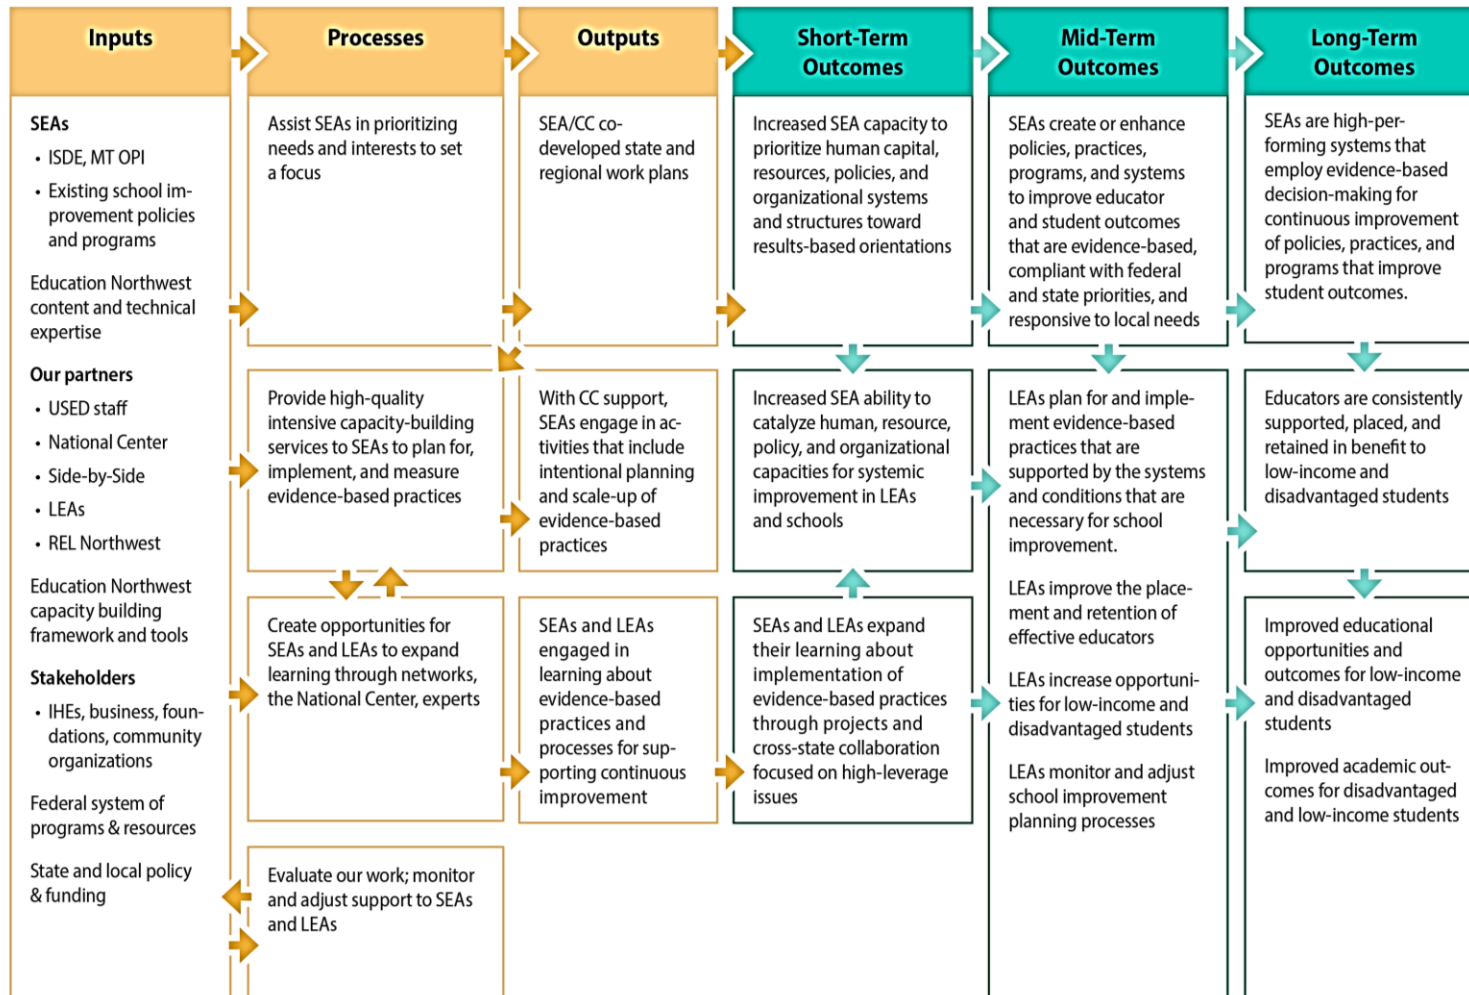 Inputs
Processes
Outputs
Short-Term
Outcomes
Mid-Term
Outcomes
Long-Term
Outcomes
SEAs
• ISDE, MT OPI
• Existing school im-
provement policies
and programs
Education Northwest
content and technical
expertise
Our partners
• USED staff
• National Center
• Side-by-Side
• LEAs
• REL Northwest
Education Northwest
capacity building
framework and tools
Stakeholders
• IHEs, business, foun-
dations, community
organizations
Federal system of
programs & resources
State and local policy
& funding
Assist SEAs in prioritizing
needs and interests to set
a focus
Provide high-quality
intensive capacity-building
services to SEAs to plan for,
implement, and measure
evidence-based practices
Create opportunities for
SEAs and LEAs to expand
learning through networks,
the National Center, experts
Evaluate our work; monitor
and adjust support to SEAs
and LEAs
SEA/CC co-
developed state and
regional work plans
With CC support,
SEAs engage in ac-
tivities that include
intentional planning
and scale-up of
evidence-based
practices
SEAs and LEAs
engaged in
learning about
evidence-based
practices and
processes for sup-
porting continuous
improvement
Increased SEA capacity to
prioritize human capital,
resources, policies, and
organizational systems
and structures toward
results-based orientations
Increased SEA ability to
catalyze human, resource,
policy, and organizational
capacities for systemic
improvement in LEAs
and schools
SEAs and LEAs expand
their learning about
implementation of
evidence-based practices
through projects and
cross-state collaboration
focused on high-leverage
issues
SEAs create or enhance
policies, practices,
programs, and systems
to improve educator
and student outcomes
that are evidence-based,
compliant with federal
and state priorities, and
responsive to local needs
LEAs plan for and imple-
ment evidence-based
practices that are
supported by the systems
and conditions that are
necessary for school
improvement.
LEAs improve the place-
ment and retention of
effective educators
LEAs increase opportuni-
ties for low-income and
disadvantaged students
LEAs monitor and adjust
school improvement
planning processes
SEAs are high-per-
forming systems that
employ evidence-based
decision-making for
continuous improvement
of policies, practices, and
programs that improve
student outcomes.
Educators are consistently
supported, placed, and
retained in benefit to
low-income and
disadvantaged students
Improved educational
opportunities and
outcomes for low-income
and disadvantaged
students
Improved academic out-
comes for disadvantaged
and low-income students